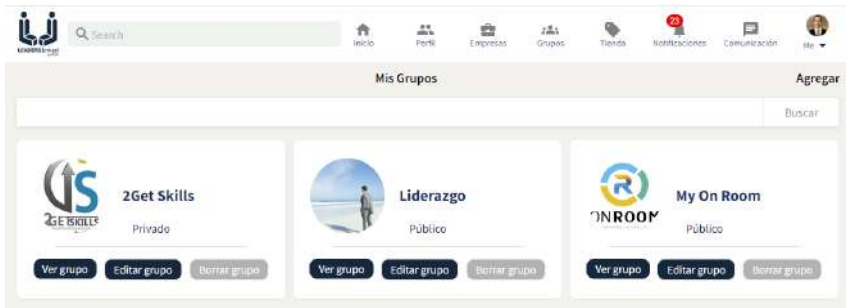 Search
23
Inicio Perfil Empresas Grupos Tienda Notificaciones Comunicación Me
Mis Grupos Agregar
Buscar
2Get Skills
Privado
Ver grupo Editar grupo Borrar grupo
Liderazgo
Público
Ver grupo Editar grupo Borrar grupo
ONROOM
My On Room
Público
Ver grupo Editar grupo Borrar grupo